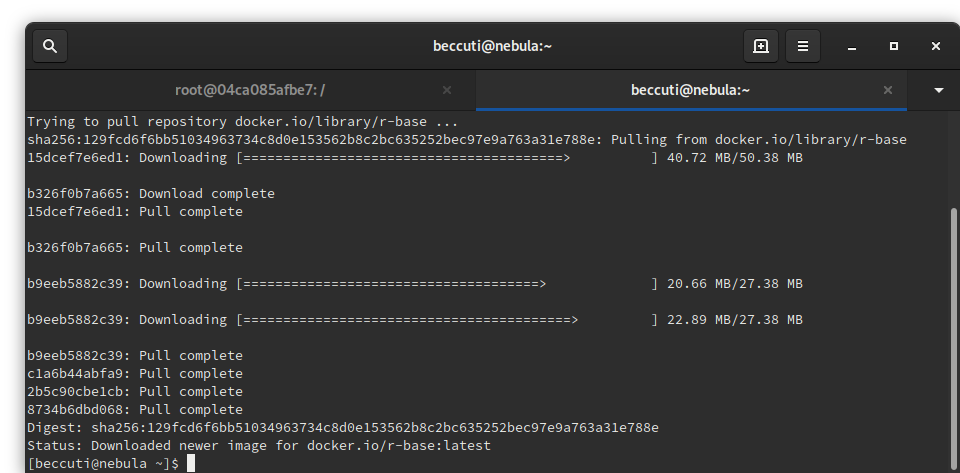 beccuti@nebula:~
root@04ca085afbe7: /
beccuti@nebula:~
Trying to pull repository docker.io/library/r-base ...
sha256:129fcd6f6bb51034963734c8d0e153562b8c2bc635252bec97e9a763a31e788e: Pulling from docker.io/library/r-base
15dcef7e6ed1: Downloading [========================================>          ] 40.72 MB/50.38 MB
b326f0b7a665: Download complete
15dcef7e6ed1: Pull complete
b326f0b7a665: Pull complete
b9eeb5882c39: Downloading [=====================================>             ] 20.66 MB/27.38 MB
b9eeb5882c39: Downloading [=========================================>         ] 22.89 MB/27.38 MB
b9eeb5882c39: Pull complete
c1a6b44abfa9: Pull complete
2b5c90cbe1cb: Pull complete
8734b6dbd068: Pull complete
Digest: sha256:129fcd6f6bb51034963734c8d0e153562b8c2bc635252bec97e9a763a31e788e
Status: Downloaded newer image for docker.io/r-base:latest
[beccuti@nebula ~]$